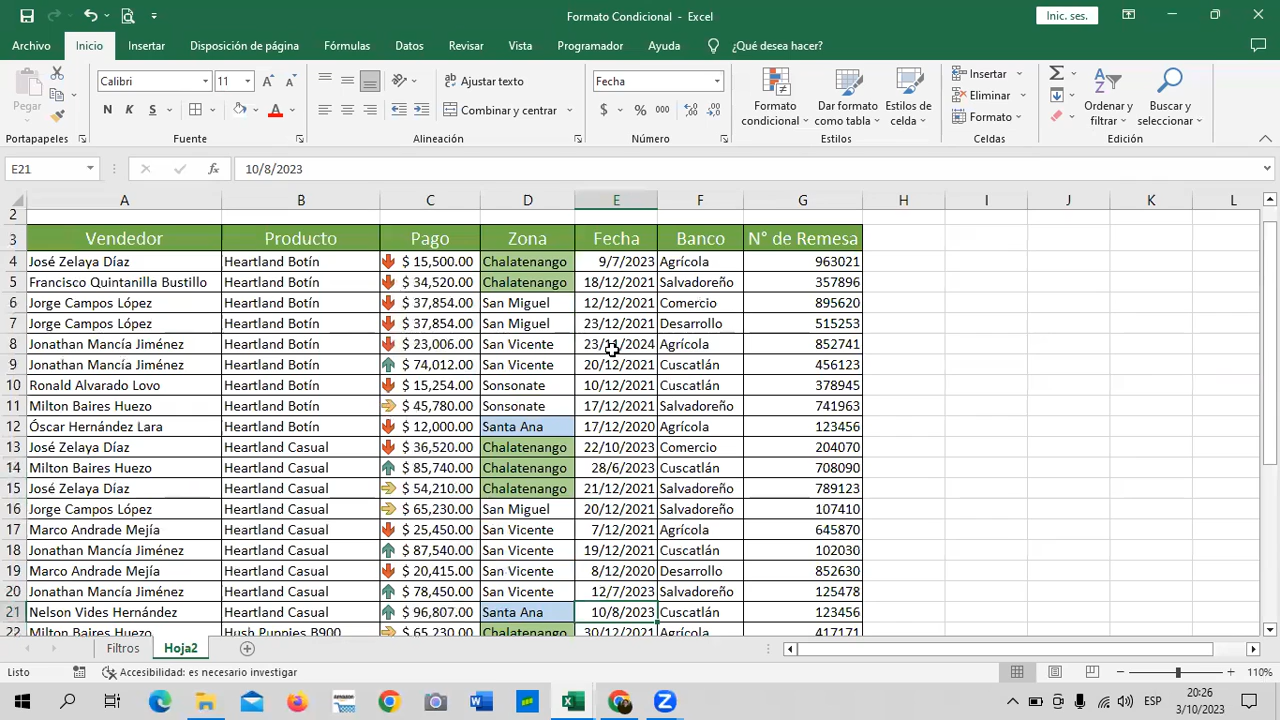 Formato Condicional - Excel
Inic. ses.
Archivo Inicio Insertar Disposición de página Fórmulas Datos Revisar Vista Programador Ayuda ¿Qué desea hacer?
Pegar
Calibri 11
N K S
Ajustar texto
Combinar y centrar
Fecha
$ % 000
Formato condicional
Dar formato como tabla
Estilos de celda
Insertar
Eliminar
Formato
Ordenar y filtrar
Buscar y seleccionar
Portapapeles Fuente Alineación Número Estilos Celdas Edición
E21 fx 10/8/2023
A B C D E F G H I J K L
2
3 Vendedor Producto Pago Zona Fecha Banco N° de Remesa
4 José Zelaya Díaz Heartland Botín $ 15,500.00 Chalatenango 9/7/2023 Agrícola 963021
5 Francisco Quintanilla Bustillo Heartland Botín $ 34,520.00 Chalatenango 18/12/2021 Salvadoreño 357896
6 Jorge Campos López Heartland Botín $ 37,854.00 San Miguel 12/12/2021 Comercio 895620
7 Jorge Campos López Heartland Botín $ 37,854.00 San Miguel 23/12/2021 Desarrollo 515253
8 Jonathan Mancía Jiménez Heartland Botín $ 23,006.00 San Vicente 23/11/2024 Agrícola 852741
9 Jonathan Mancía Jiménez Heartland Botín $ 74,012.00 San Vicente 20/12/2021 Cuscatlán 456123
10 Ronald Alvarado Lovo Heartland Botín $ 15,254.00 Sonsonate 10/12/2021 Cuscatlán 378945
11 Milton Baires Huezo Heartland Botín $ 45,780.00 Sonsonate 17/12/2021 Salvadoreño 741963
12 Óscar Hernández Lara Heartland Botín $ 12,000.00 Santa Ana 17/12/2020 Agrícola 123456
13 José Zelaya Díaz Heartland Casual $ 36,520.00 Chalatenango 22/10/2023 Comercio 204070
14 Milton Baires Huezo Heartland Casual $ 85,740.00 Chalatenango 28/6/2023 Cuscatlán 708090
15 José Zelaya Díaz Heartland Casual $ 54,210.00 Chalatenango 21/12/2021 Salvadoreño 789123
16 Jorge Campos López Heartland Casual $ 65,230.00 San Miguel 20/12/2021 Salvadoreño 107410
17 Marco Andrade Mejía Heartland Casual $ 25,450.00 San Vicente 7/12/2021 Agrícola 645870
18 Jonathan Mancía Jiménez Heartland Casual $ 87,540.00 San Vicente 19/12/2021 Cuscatlán 102030
19 Marco Andrade Mejía Heartland Casual $ 20,415.00 San Vicente 8/12/2020 Desarrollo 852630
20 Jonathan Mancía Jiménez Heartland Casual $ 78,450.00 San Vicente 12/7/2023 Salvadoreño 125478
21 Nelson Vides Hernández Heartland Casual $ 96,807.00 Santa Ana 10/8/2023 Cuscatlán 123456
22 Milton Baires Huezo Hush Puppies B900 $ 65,230.00 Chalatenango 30/12/2021 Agrícola 417171
Filtros Hoja2
Listo Accesibilidad: es necesario investigar 110%
ESP 20:26
3/10/2023